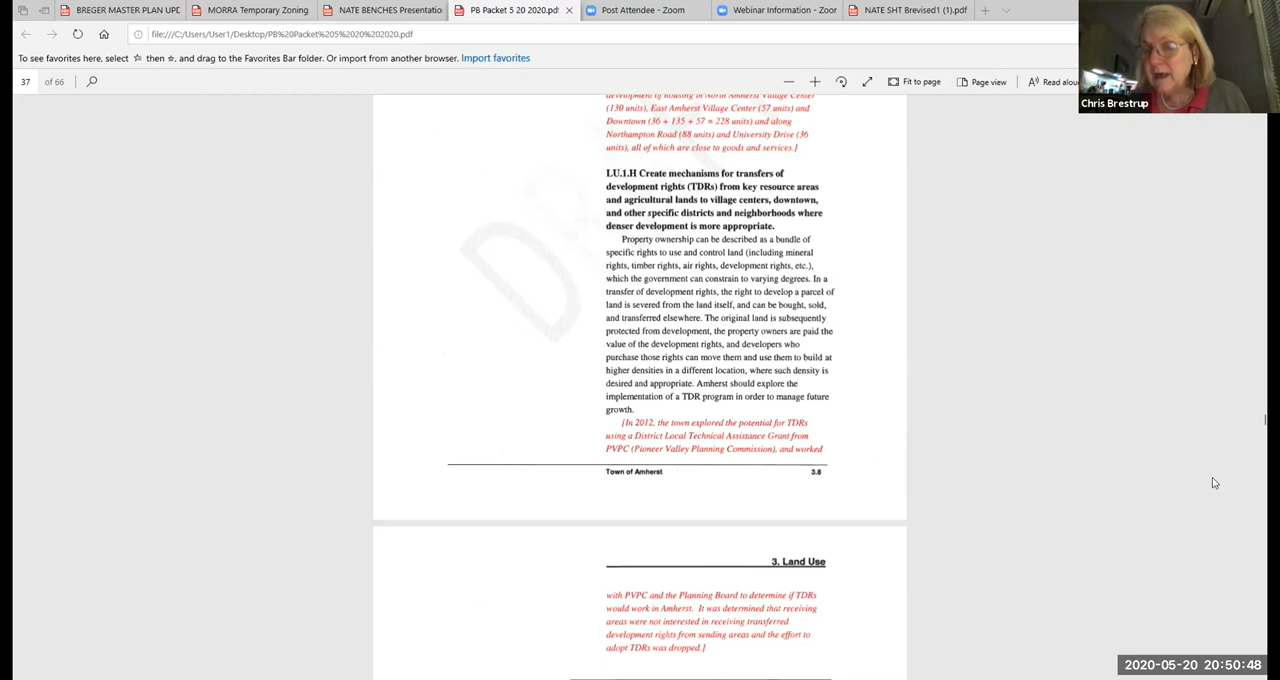 BREGER MASTER PLAN UPD
MORRA Temporary Zoning
NATE BENCHES Presentatio
PB Packet 5 20 2020.pdf
Post Attendee - Zoom
Webinar Information - Zoor
NATE SHT Brevised1 (1).pdf
file:///C:/Users/User1/Desktop/PB%20Packet%205%2020%202020.pdf
To see favorites here, select ☆ then ☆, and drag to the Favorites Bar folder. Or import from another browser. Import favorites
37 of 66
Fit to page
Page view
Read alou
Chris Brestrup
development of housing in North Amherst Village Center
(130 units), East Amherst Village Center (57 units) and
Downtown (36 + 135 + 57 = 228 units) and along
Northampton Road (88 units) and University Drive (36
units), all of which are close to goods and services.]
LU.1.H Create mechanisms for transfers of
development rights (TDRs) from key resource areas
and agricultural lands to village centers, downtown,
and other specific districts and neighborhoods where
denser development is more appropriate.
Property ownership can be described as a bundle of
specific rights to use and control land (including mineral
rights, timber rights, air rights, development rights, etc.),
which the government can constrain to varying degrees. In a
transfer of development rights, the right to develop a parcel of
land is severed from the land itself, and can be bought, sold,
and transferred elsewhere. The original land is subsequently
protected from development, the property owners are paid the
value of the development rights, and developers who
purchase those rights can move them and use them to build at
higher densities in a different location, where such density is
desired and appropriate. Amherst should explore the
implementation of a TDR program in order to manage future
growth.
[In 2012, the town explored the potential for TDRs
using a District Local Technical Assistance Grant from
PVPC (Pioneer Valley Planning Commission), and worked
Town of Amherst 3.8
3. Land Use
with PVPC and the Planning Board to determine if TDRs
would work in Amherst. It was determined that receiving
areas were not interested in receiving transferred
development rights from sending areas and the effort to
adopt TDRs was dropped.]
2020-05-20 20:50:48